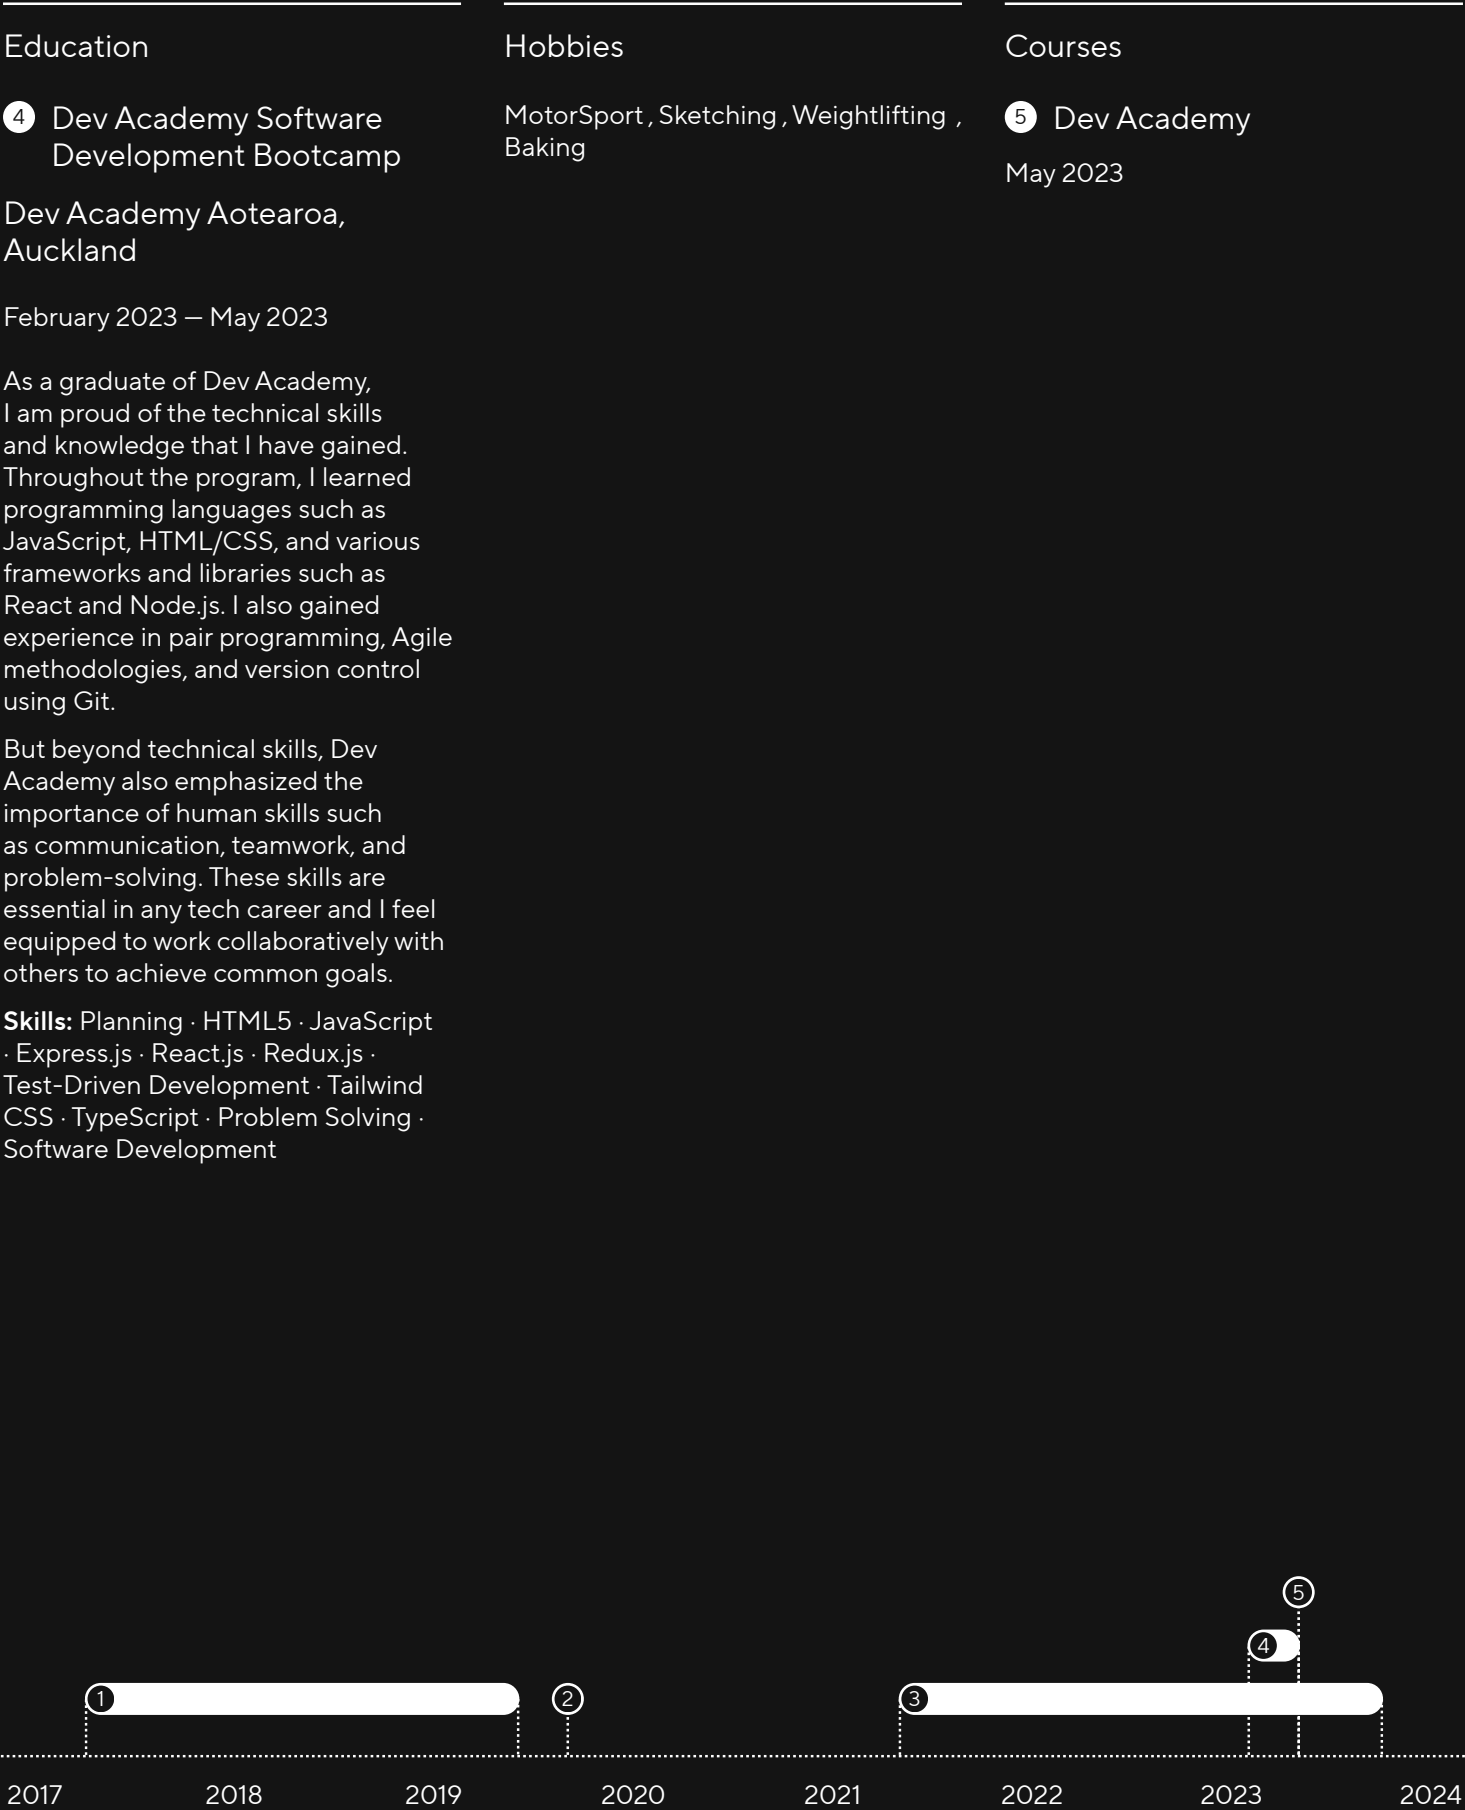 Education
4 Dev Academy Software
Development Bootcamp
Dev Academy Aotearoa,
Auckland
February 2023 — May 2023
As a graduate of Dev Academy,
I am proud of the technical skills
and knowledge that I have gained.
Throughout the program, I learned
programming languages such as
JavaScript, HTML/CSS, and various
frameworks and libraries such as
React and Node.js. I also gained
experience in pair programming, Agile
methodologies, and version control
using Git.
But beyond technical skills, Dev
Academy also emphasized the
importance of human skills such
as communication, teamwork, and
problem-solving. These skills are
essential in any tech career and I feel
equipped to work collaboratively with
others to achieve common goals.
Skills: Planning · HTML5 · JavaScript
· Express.js · React.js · Redux.js ·
Test-Driven Development · Tailwind
CSS · TypeScript · Problem Solving ·
Software Development
Hobbies
MotorSport , Sketching , Weightlifting ,
Baking
Courses
5 Dev Academy
May 2023
5
4
1 2 3
2017 2018 2019 2020 2021 2022 2023 2024